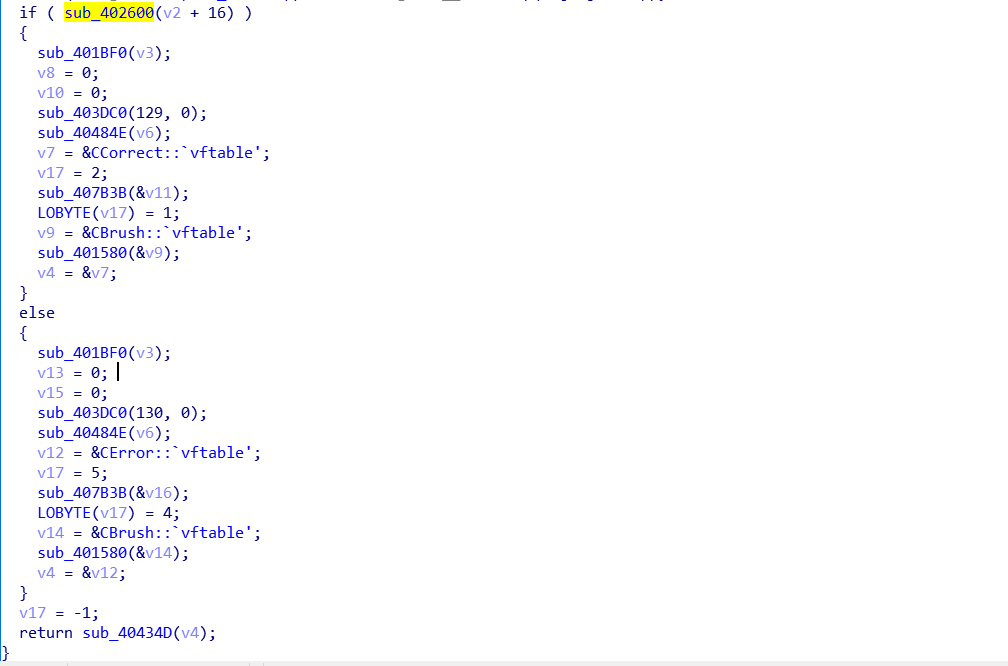 if ( sub_402600(v2 + 16) )
{
sub_401BF0(v3);
v8 = 0;
v10 = 0;
sub_403DC0(129, 0);
sub_40484E(v6);
v7 = &CCorrect::`vftable';
v17 = 2;
sub_407B3B(&v11);
LOBYTE(v17) = 1;
v9 = &CBrush::`vftable';
sub_401580(&v9);
v4 = &v7;
}
else
{
sub_401BF0(v3);
v13 = 0;
v15 = 0;
sub_403DC0(130, 0);
sub_40484E(v6);
v12 = &CError::`vftable';
v17 = 5;
sub_407B3B(&v16);
LOBYTE(v17) = 4;
v14 = &CBrush::`vftable';
sub_401580(&v14);
v4 = &v12;
}
v17 = -1;
return sub_40434D(v4);
}